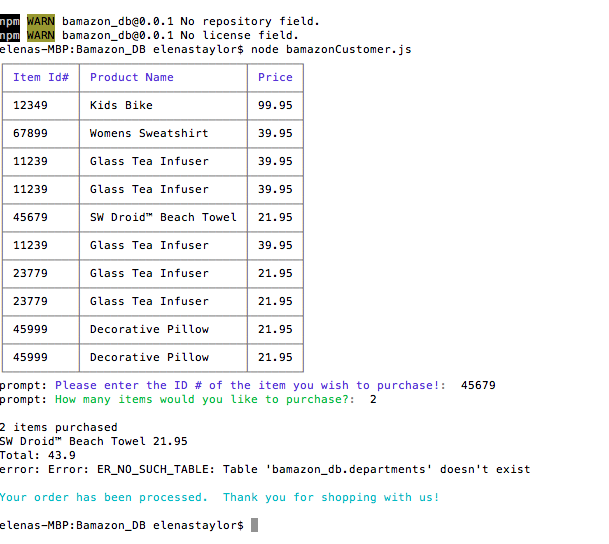 npm WARN bamazon_db@0.0.1 No repository field.
npm WARN bamazon_db@0.0.1 No license field.
elenas-MBP:Bamazon_DB elenastaylor$ node bamazonCustomer.js
Item Id# Product Name Price
12349 Kids Bike 99.95
67899 Womens Sweatshirt 39.95
11239 Glass Tea Infuser 39.95
11239 Glass Tea Infuser 39.95
45679 SW Droid™ Beach Towel 21.95
11239 Glass Tea Infuser 39.95
23779 Glass Tea Infuser 21.95
23779 Glass Tea Infuser 21.95
45999 Decorative Pillow 21.95
45999 Decorative Pillow 21.95
prompt: Please enter the ID # of the item you wish to purchase!: 45679
prompt: How many items would you like to purchase?: 2
2 items purchased
SW Droid™ Beach Towel 21.95
Total: 43.9
error: Error: ER_NO_SUCH_TABLE: Table 'bamazon_db.departments' doesn't exist
Your order has been processed. Thank you for shopping with us!
elenas-MBP:Bamazon_DB elenastaylor$